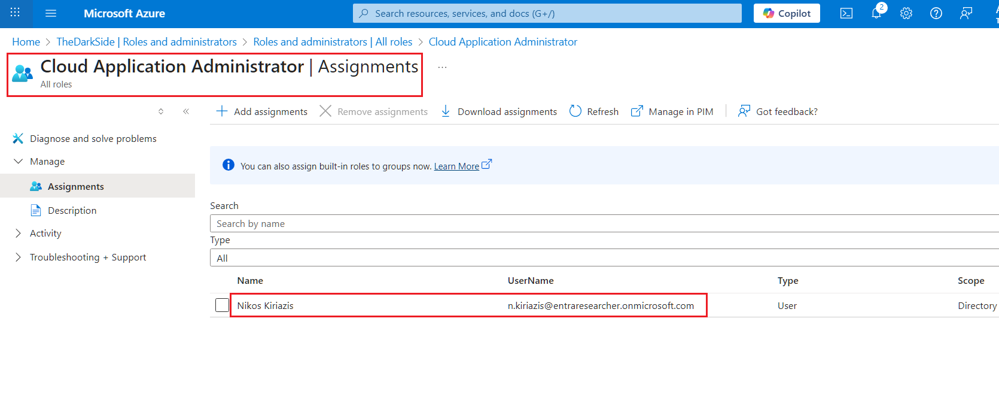 Microsoft Azure
Search resources, services, and docs (G+/)
Copilot
2
Home > TheDarkSide | Roles and administrators > Roles and administrators | All roles > Cloud Application Administrator
Cloud Application Administrator | Assignments
...
All roles
Add assignments
Remove assignments
Download assignments
Refresh
Manage in PIM
Got feedback?
Diagnose and solve problems
Manage
Assignments
Description
Activity
Troubleshooting + Support
You can also assign built-in roles to groups now. Learn More
Search
Search by name
Type
All
Name UserName Type Scope
Nikos Kiriazis n.kiriazis@entraresearcher.onmicrosoft.com User Directory